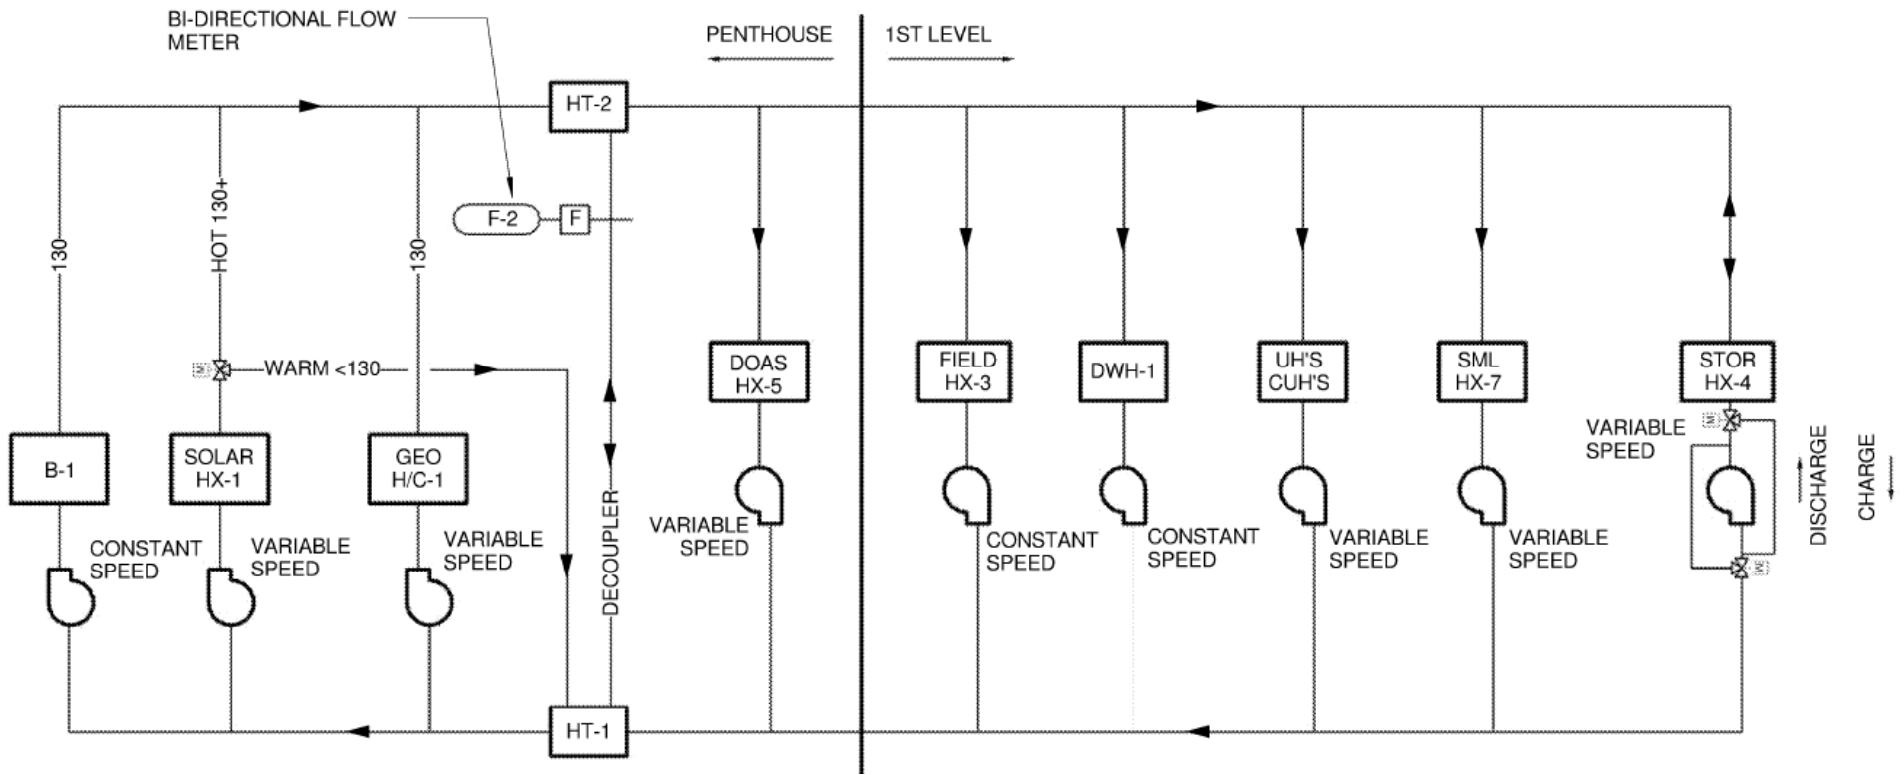 BI-DIRECTIONAL FLOW
METER
PENTHOUSE
1ST LEVEL
HT-2
130
HOT 130+
130
F-2
F
WARM <130
M
DECOUPLER
B-1
SOLAR
HX-1
GEO
H/C-1
DOAS
HX-5
FIELD
HX-3
DWH-1
UH'S
CUH'S
SML
HX-7
STOR
HX-4
M
VARIABLE
SPEED
DISCHARGE
CHARGE
CONSTANT
SPEED
VARIABLE
SPEED
VARIABLE
SPEED
VARIABLE
SPEED
CONSTANT
SPEED
CONSTANT
SPEED
VARIABLE
SPEED
VARIABLE
SPEED
M
HT-1